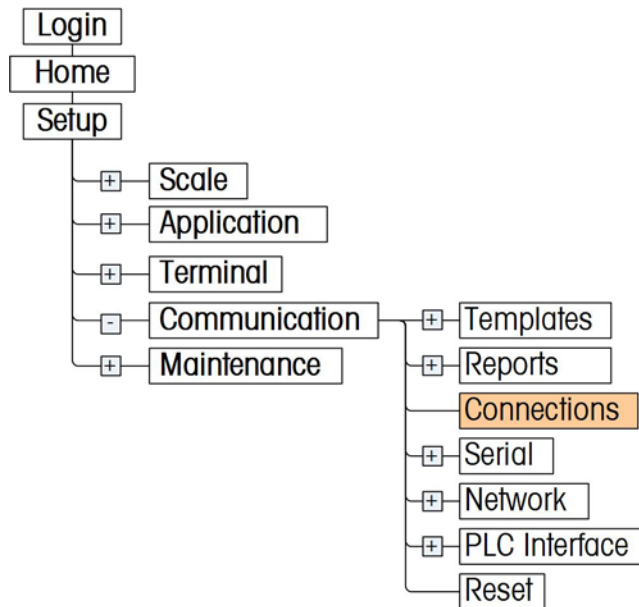 Login
Home
Setup
+ Scale
+ Application
+ Terminal
- Communication
+ Maintenance
+ Templates
+ Reports
Connections
+ Serial
+ Network
+ PLC Interface
Reset